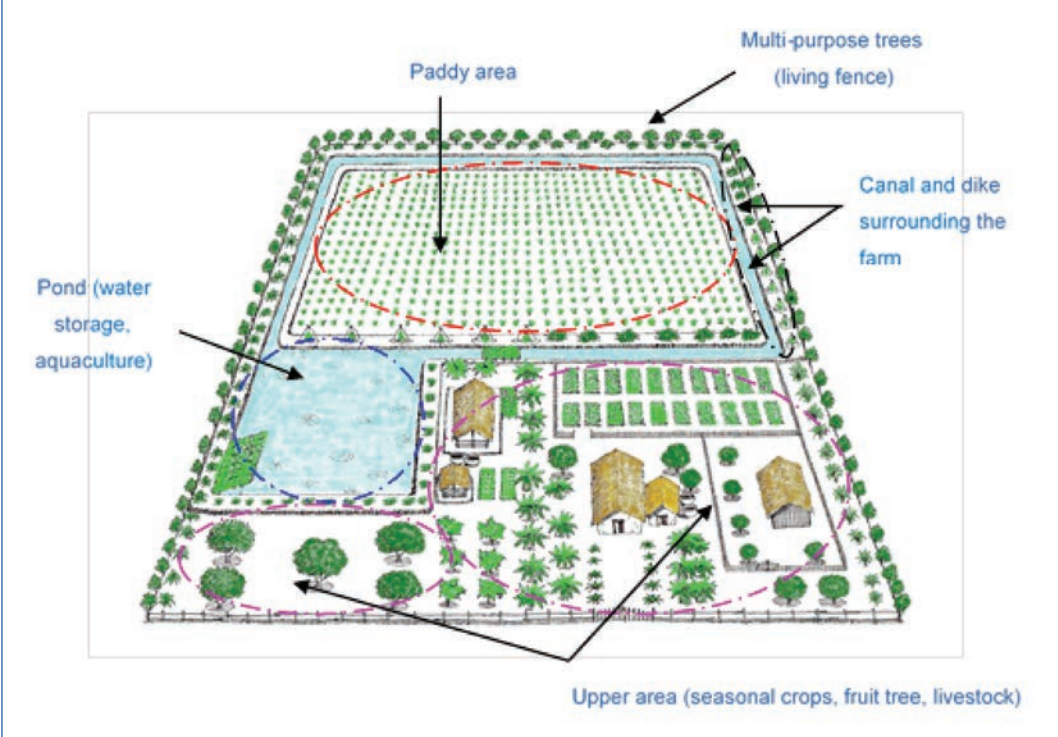 Multi-purpose trees
(living fence)
Paddy area
Canal and dike
surrounding the
farm
Pond (water
storage,
aquaculture)
Upper area (seasonal crops, fruit tree, livestock)